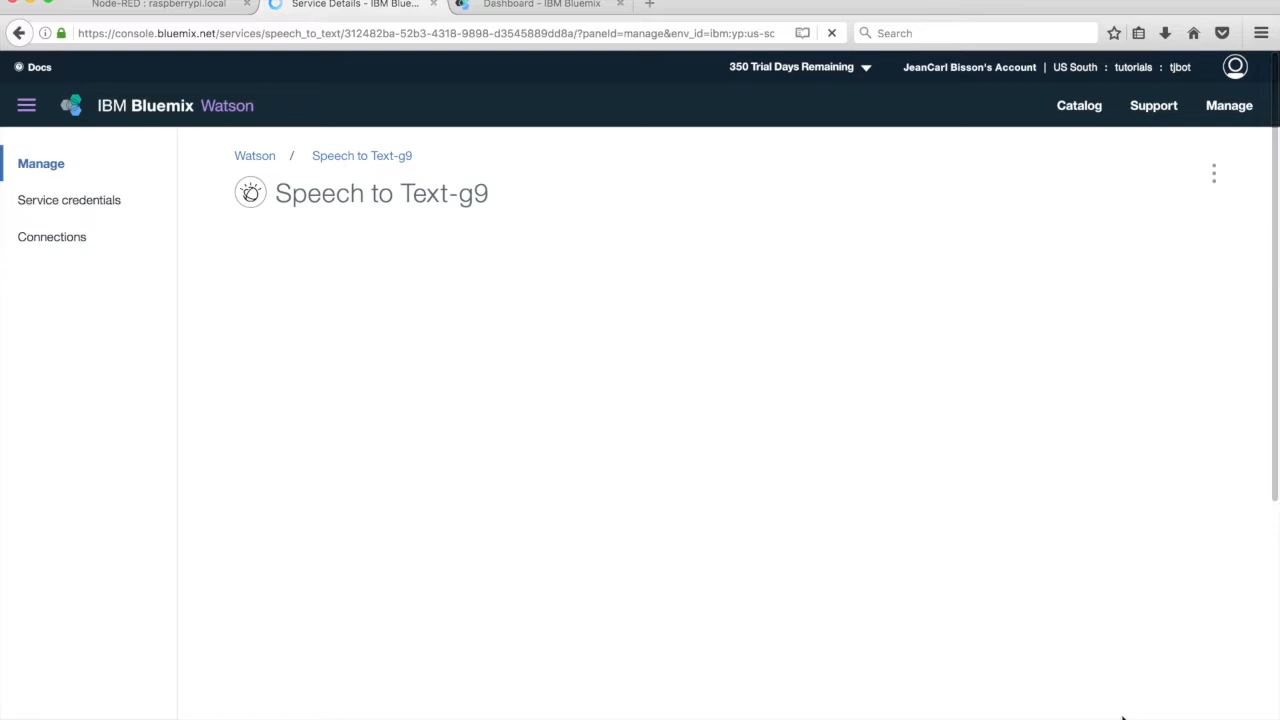 Node-RED : raspberrypi.local
Service Details - IBM Blue...
Dashboard - IBM Bluemix
https://console.bluemix.net/services/speech_to_text/312482ba-52b3-4318-9898-d3545889dd8a/?paneId=manage&env_id=ibm:yp:us-sc
Search
Docs
350 Trial Days Remaining
JeanCarl Bisson's Account | US South : tutorials : tjbot
IBM Bluemix Watson
Catalog
Support
Manage
Manage
Service credentials
Connections
Watson / Speech to Text-g9
Speech to Text-g9